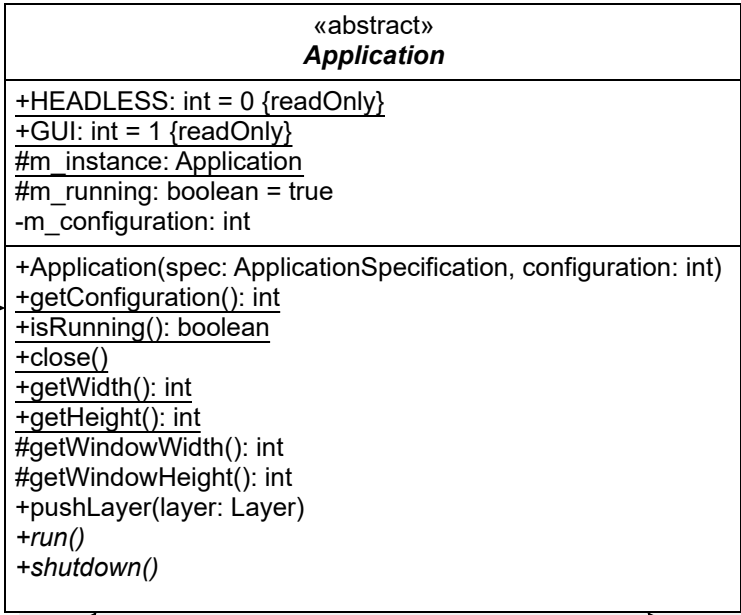 «abstract»
Application
+HEADLESS: int = 0 {readOnly}
+GUI: int = 1 {readOnly}
#m_instance: Application
#m_running: boolean = true
-m_configuration: int
+Application(spec: ApplicationSpecification, configuration: int)
+getConfiguration(): int
+isRunning(): boolean
+close()
+getWidth(): int
+getHeight(): int
#getWindowWidth(): int
#getWindowHeight(): int
+pushLayer(layer: Layer)
+run()
+shutdown()